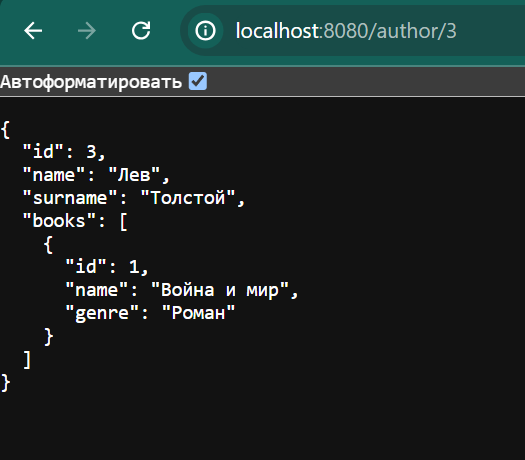 localhost:8080/author/3
Автоформатировать
{
  "id": 3,
  "name": "Лев",
  "surname": "Толстой",
  "books": [
    {
      "id": 1,
      "name": "Война и мир",
      "genre": "Роман"
    }
  ]
}